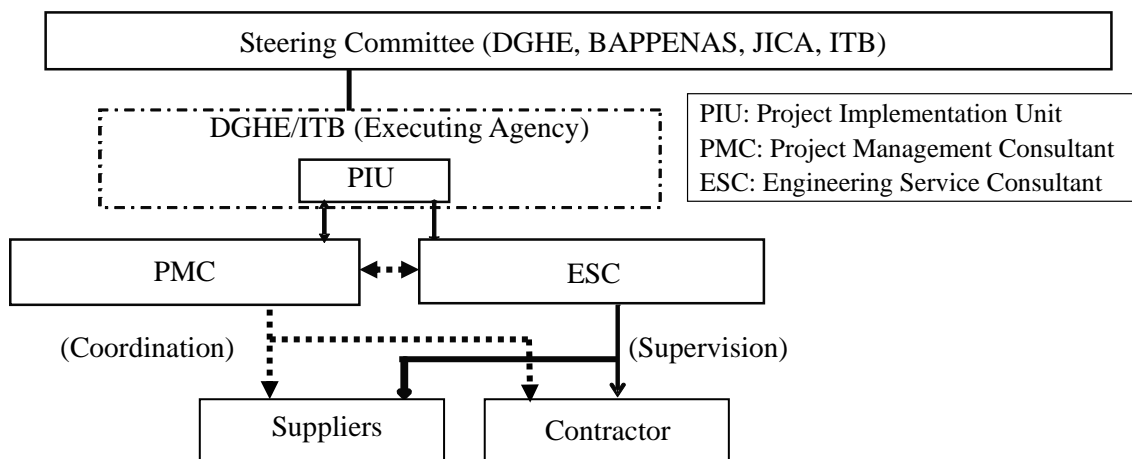 Steering Committee (DGHE, BAPPENAS, JICA, ITB)
DGHE/ITB (Executing Agency)
PIU
PIU: Project Implementation Unit
PMC: Project Management Consultant
ESC: Engineering Service Consultant
PMC
ESC
(Coordination)
(Supervision)
Suppliers
Contractor